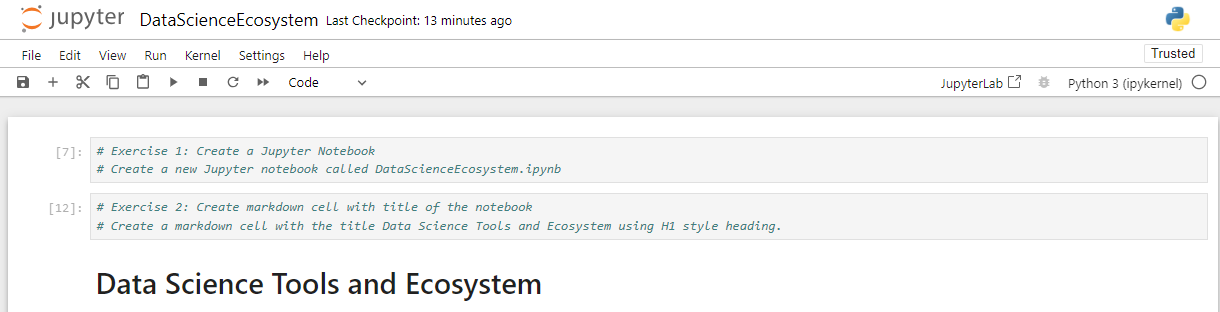 jupyter DataScienceEcosystem Last Checkpoint: 13 minutes ago
File Edit View Run Kernel Settings Help Trusted
Code JupyterLab Python 3 (ipykernel)
[7]: # Exercise 1: Create a Jupyter Notebook
# Create a new Jupyter notebook called DataScienceEcosystem.ipynb
[12]: # Exercise 2: Create markdown cell with title of the notebook
# Create a markdown cell with the title Data Science Tools and Ecosystem using H1 style heading.
Data Science Tools and Ecosystem